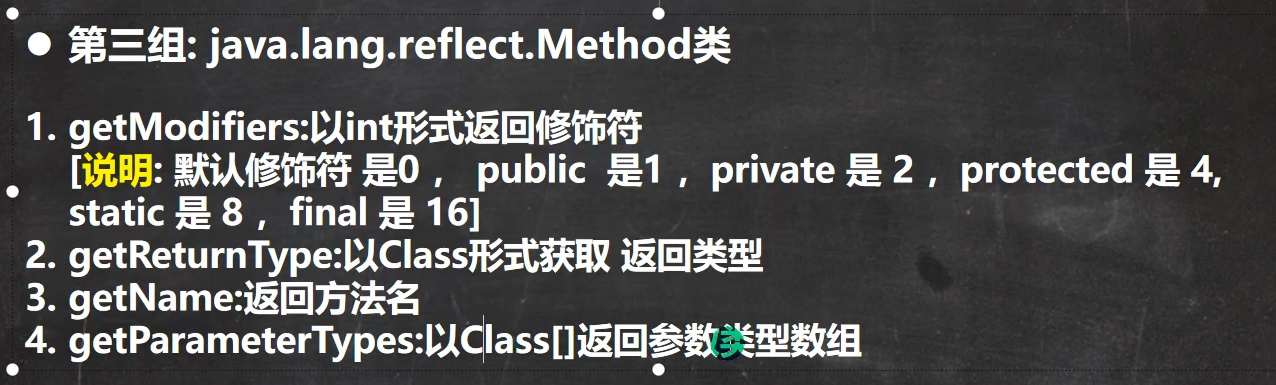 ● 第三组: java.lang.reflect.Method类
1. getModifiers:以int形式返回修饰符
[说明: 默认修饰符 是0 ， public 是1 ，private 是 2 ，protected 是 4,
static 是 8 ，final 是 16]
2. getReturnType:以Class形式获取 返回类型
3. getName:返回方法名
4. getParameterTypes:以Class[]返回参数类型数组